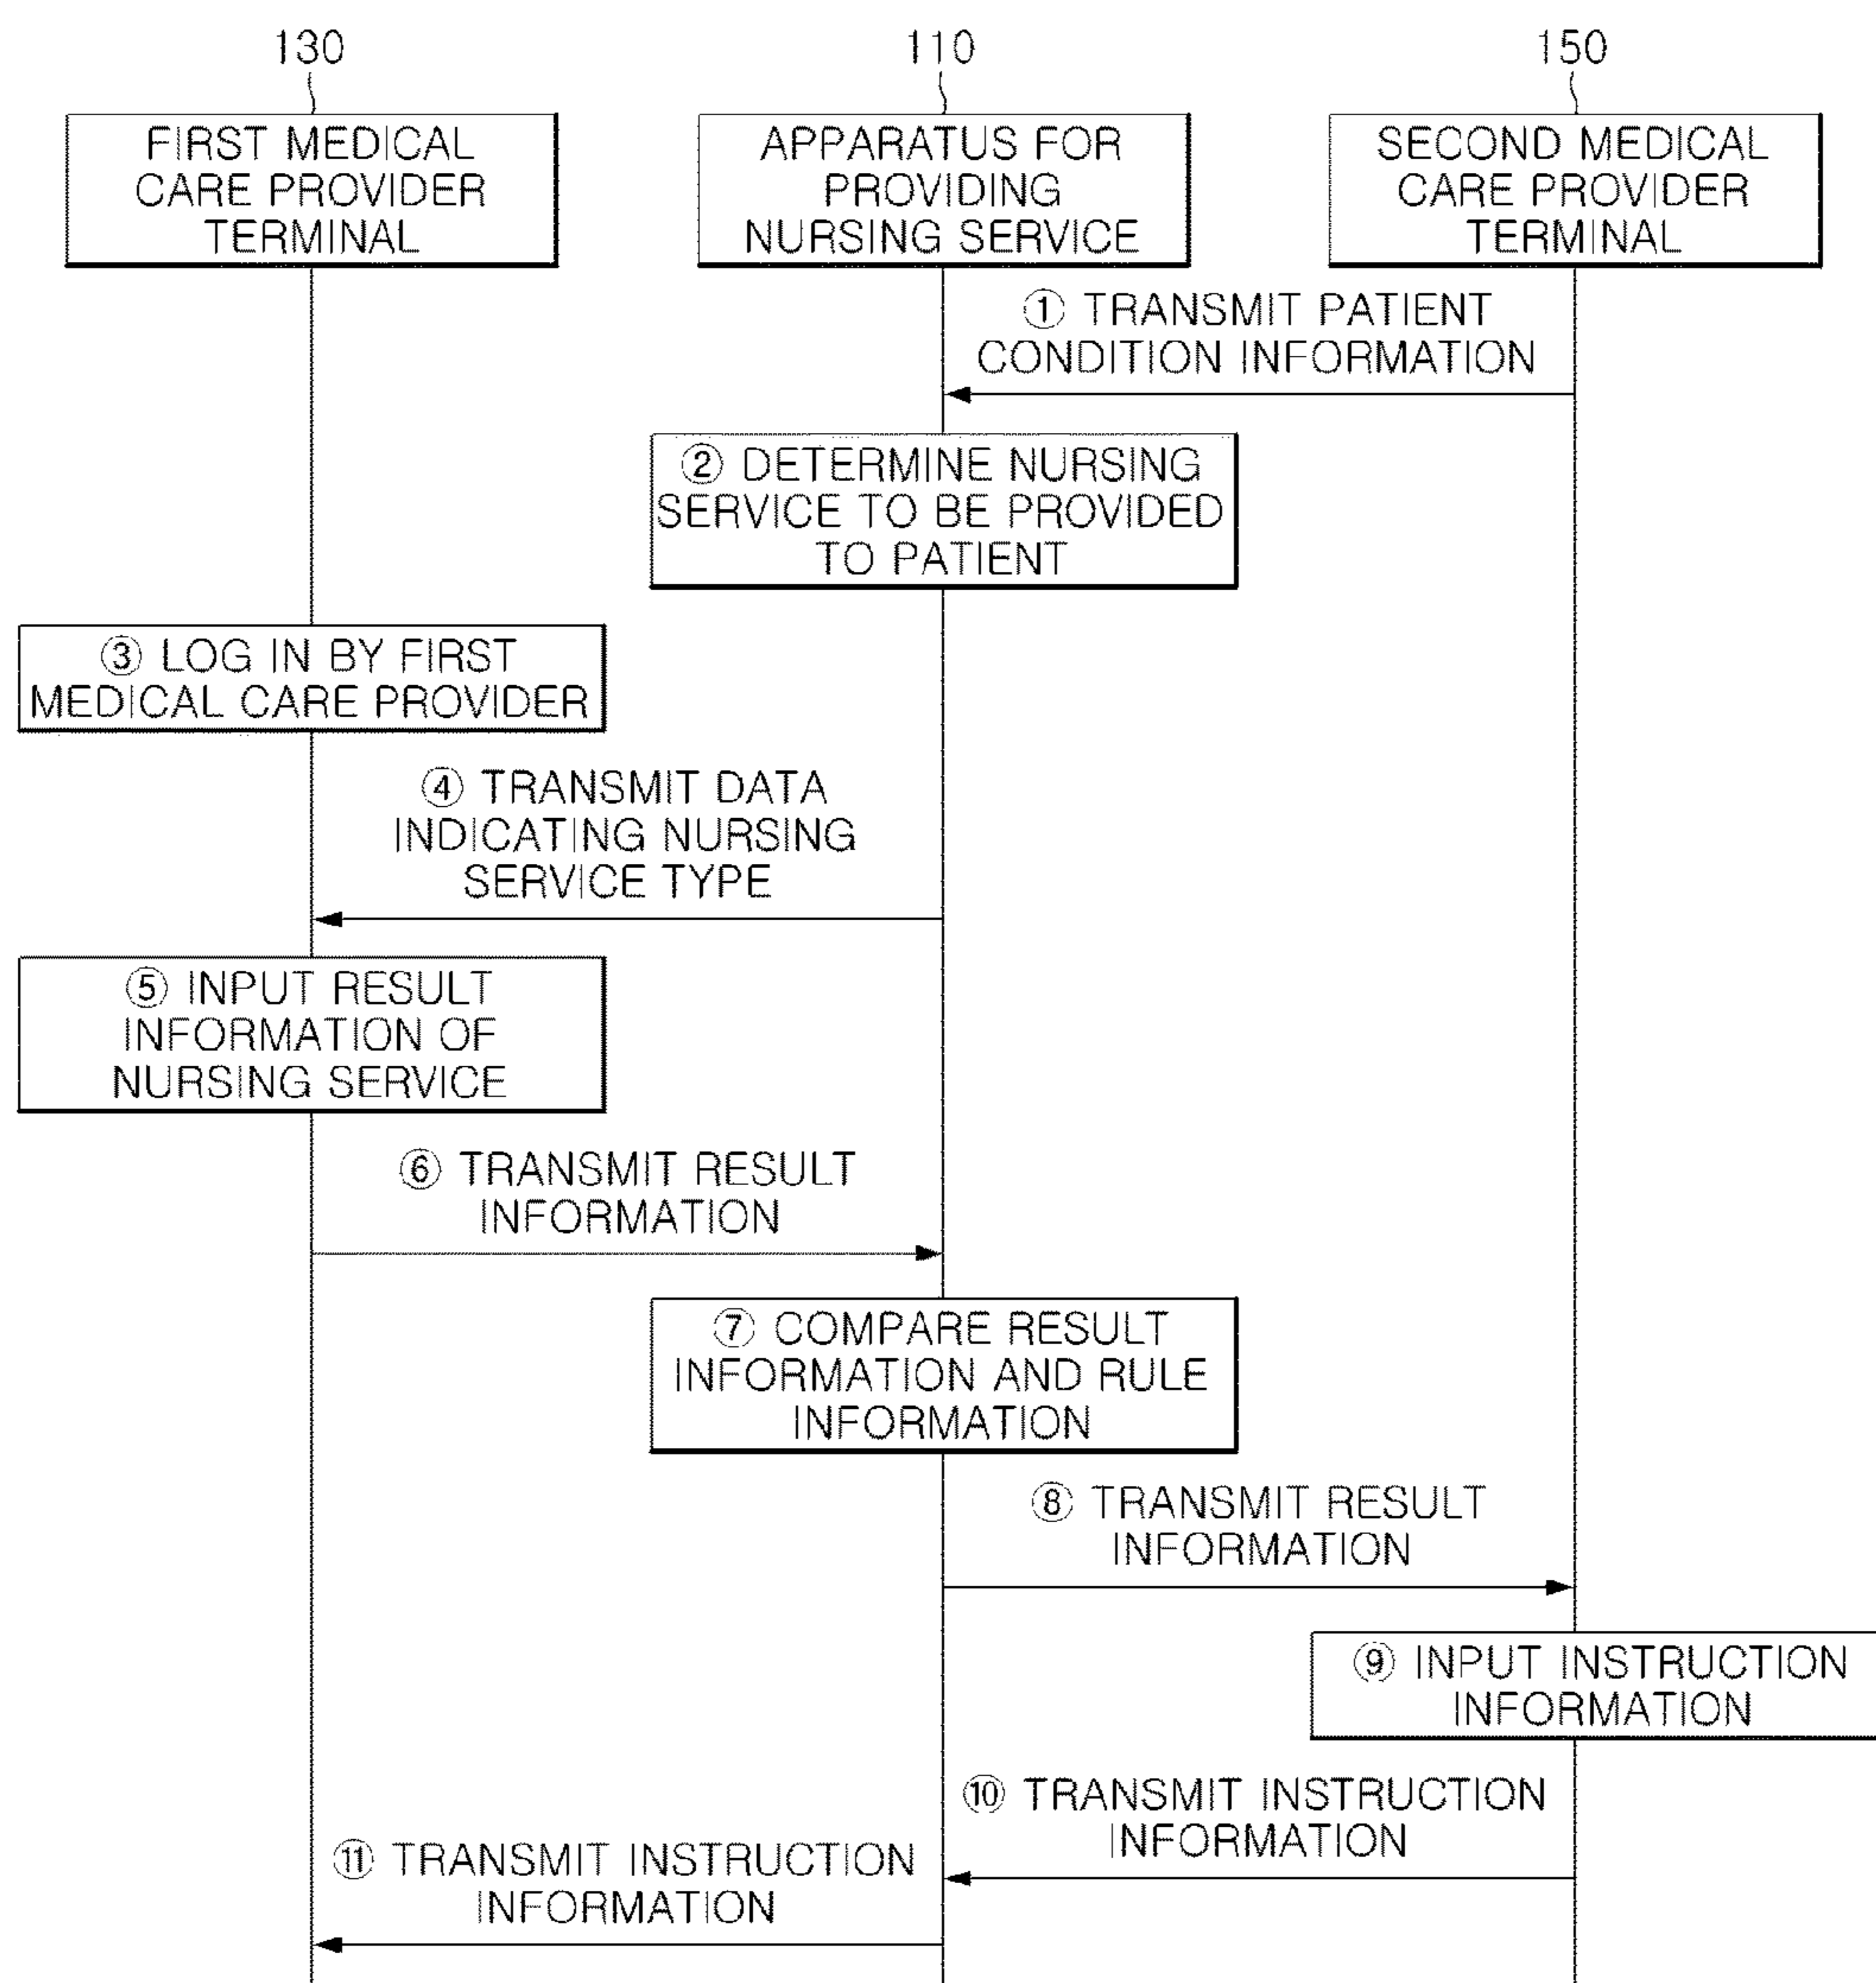 130
110
150
FIRST MEDICAL
CARE PROVIDER
TERMINAL
APPARATUS FOR
PROVIDING
NURSING SERVICE
SECOND MEDICAL
CARE PROVIDER
TERMINAL
① TRANSMIT PATIENT
CONDITION INFORMATION
② DETERMINE NURSING
SERVICE TO BE PROVIDED
TO PATIENT
③ LOG IN BY FIRST
MEDICAL CARE PROVIDER
④ TRANSMIT DATA
INDICATING NURSING
SERVICE TYPE
⑤ INPUT RESULT
INFORMATION OF
NURSING SERVICE
⑥ TRANSMIT RESULT
INFORMATION
⑦ COMPARE RESULT
INFORMATION AND RULE
INFORMATION
⑧ TRANSMIT RESULT
INFORMATION
⑨ INPUT INSTRUCTION
INFORMATION
⑩ TRANSMIT INSTRUCTION
INFORMATION
⑪ TRANSMIT INSTRUCTION
INFORMATION